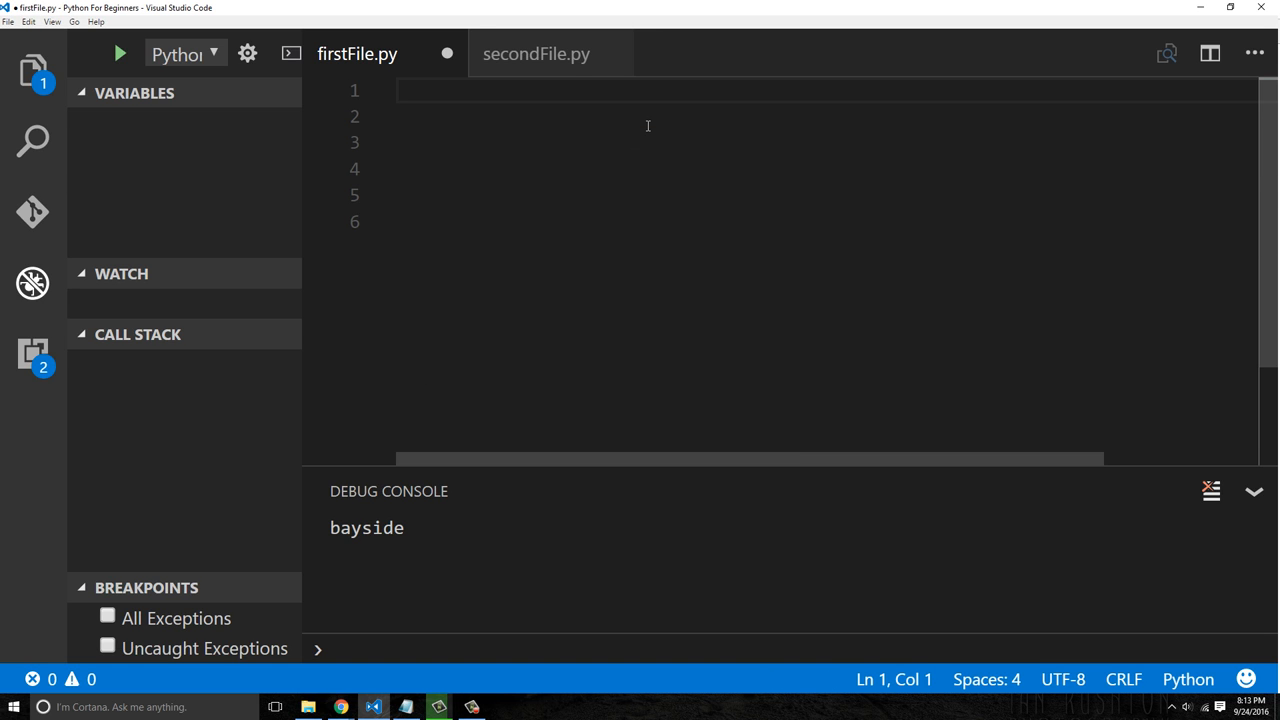 firstFile.py - Python For Beginners - Visual Studio Code
File Edit View Go Help
1
2
Python
firstFile.py
secondFile.py
VARIABLES
WATCH
CALL STACK
BREAKPOINTS
All Exceptions
Uncaught Exceptions
1
2
3
4
5
6
DEBUG CONSOLE
bayside
0 0
Ln 1, Col 1 Spaces: 4 UTF-8 CRLF Python
I'm Cortana. Ask me anything.
8:13 PM
9/24/2016